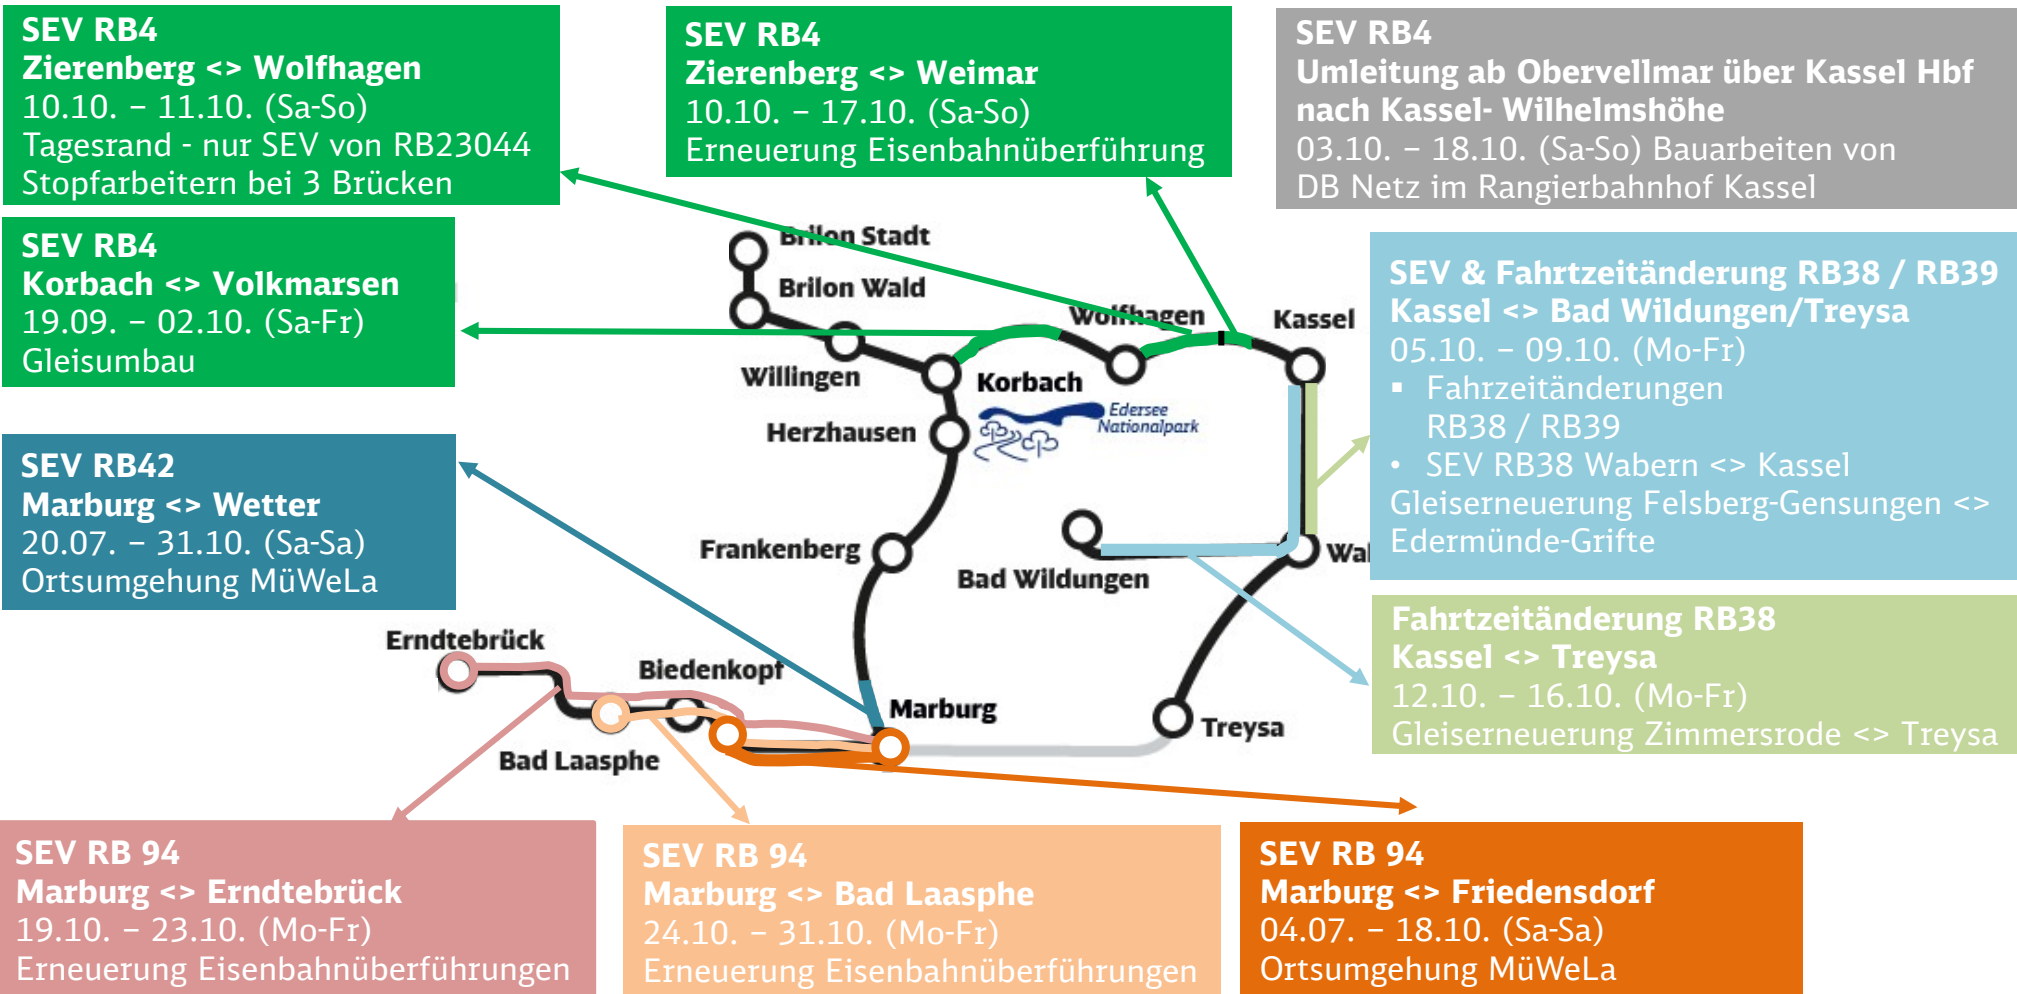 SEV RB4
Zierenberg <> Wolfhagen
10.10. – 11.10. (Sa-So)
Tagesrand - nur SEV von RB23044
Stopfarbeitern bei 3 Brücken
SEV RB4
Zierenberg <> Weimar
10.10. – 17.10. (Sa-So)
Erneuerung Eisenbahnüberführung
SEV RB4
Umleitung ab Obervellmar über Kassel Hbf
nach Kassel- Wilhelmshöhe
03.10. – 18.10. (Sa-So) Bauarbeiten von
DB Netz im Rangierbahnhof Kassel
SEV RB4
Korbach <> Volkmarsen
19.09. – 02.10. (Sa-Fr)
Gleisumbau
SEV RB42
Marburg <> Wetter
20.07. – 31.10. (Sa-Sa)
Ortsumgehung MüWeLa
Brilon Stadt
Brilon Wald
Willingen
Korbach
Wolfhagen
Kassel
Edersee
Nationalpark
Herzhausen
Frankenberg
Bad Wildungen
Erndtebrück
Biedenkopf
Bad Laasphe
Marburg
Treysa
SEV & Fahrtzeitänderung RB38 / RB39
Kassel <> Bad Wildungen/Treysa
05.10. – 09.10. (Mo-Fr)
▪ Fahrzeitänderungen
RB38 / RB39
• SEV RB38 Wabern <> Kassel
Gleiserneuerung Felsberg-Gensungen <>
Edermünde-Grifte
Fahrtzeitänderung RB38
Kassel <> Treysa
12.10. – 16.10. (Mo-Fr)
Gleiserneuerung Zimmersrode <> Treysa
SEV RB 94
Marburg <> Erndtebrück
19.10. – 23.10. (Mo-Fr)
Erneuerung Eisenbahnüberführungen
SEV RB 94
Marburg <> Bad Laasphe
24.10. – 31.10. (Mo-Fr)
Erneuerung Eisenbahnüberführungen
SEV RB 94
Marburg <> Friedensdorf
04.07. – 18.10. (Sa-Sa)
Ortsumgehung MüWeLa